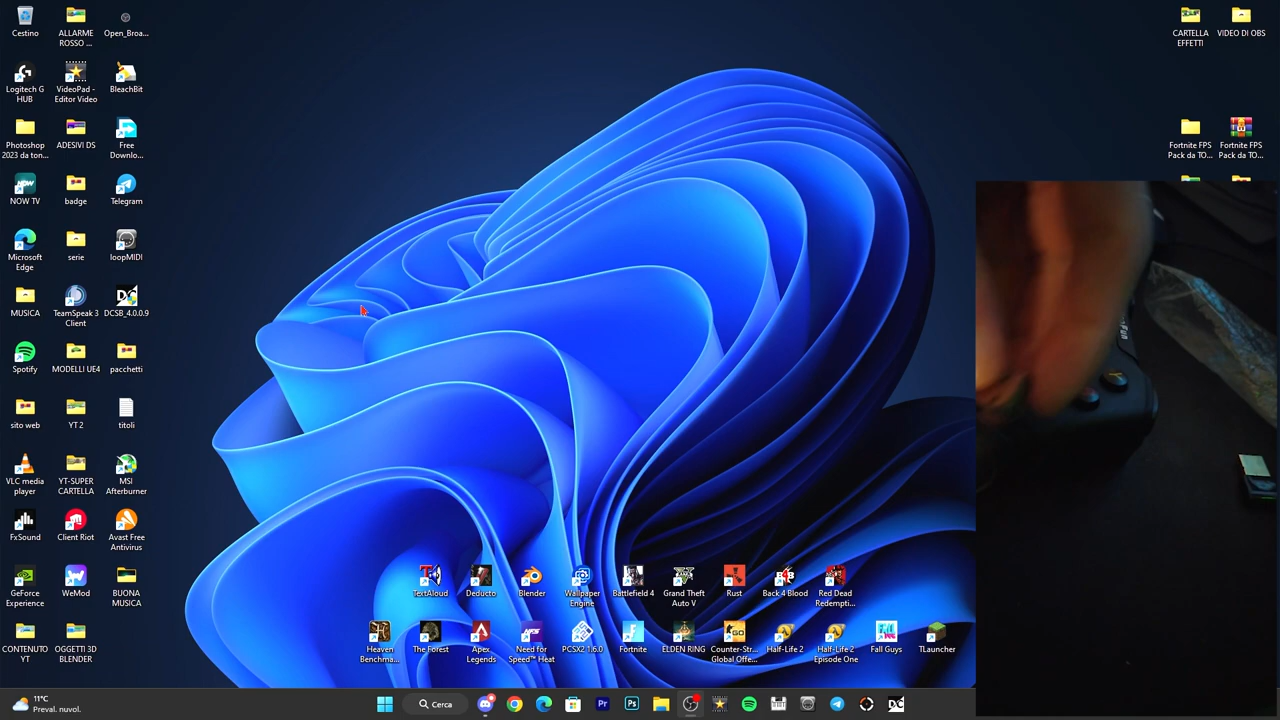 Cestino
ALLARME
ROSSO ...
Open_Broa...
CARTELLA
EFFETTI
VIDEO DI OBS
Logitech G
HUB
VideoPad -
Editor Video
BleachBit
Photoshop
2023 da ton...
ADESIVI DS
Free
Downlo...
Fortnite FPS
Pack da TO...
Fortnite FPS
Pack da TO...
NOW TV
badge
Telegram
Microsoft
Edge
serie
loopMIDI
MUSICA
TeamSpeak 3
Client
DCSB_4.0.0.9
Spotify
MODELLI UE4
pacchetti
sito web
YT 2
titoli
VLC media
player
YT-SUPER
CARTELLA
MSI
Afterburner
FxSound
Client Riot
Avast Free
Antivirus
GeForce
Experience
WeMod
BUONA
MUSICA
TextAloud
Deducto
Blender
Wallpaper
Engine
Battlefield 4
Grand Theft
Auto V
Rust
Back 4 Blood
Red Dead
Redempti...
CONTENUTO
YT
OGGETTI 3D
BLENDER
Heaven
Benchma...
The Forest
Apex
Legends
Need for
Speed™ Heat
PCSX2 1.6.0
Fortnite
ELDEN RING
Counter-Str...
Global Offe...
Half-Life 2
Half-Life 2
Episode One
Fall Guys
TLauncher
11°C
Preval. nuvol.
Cerca